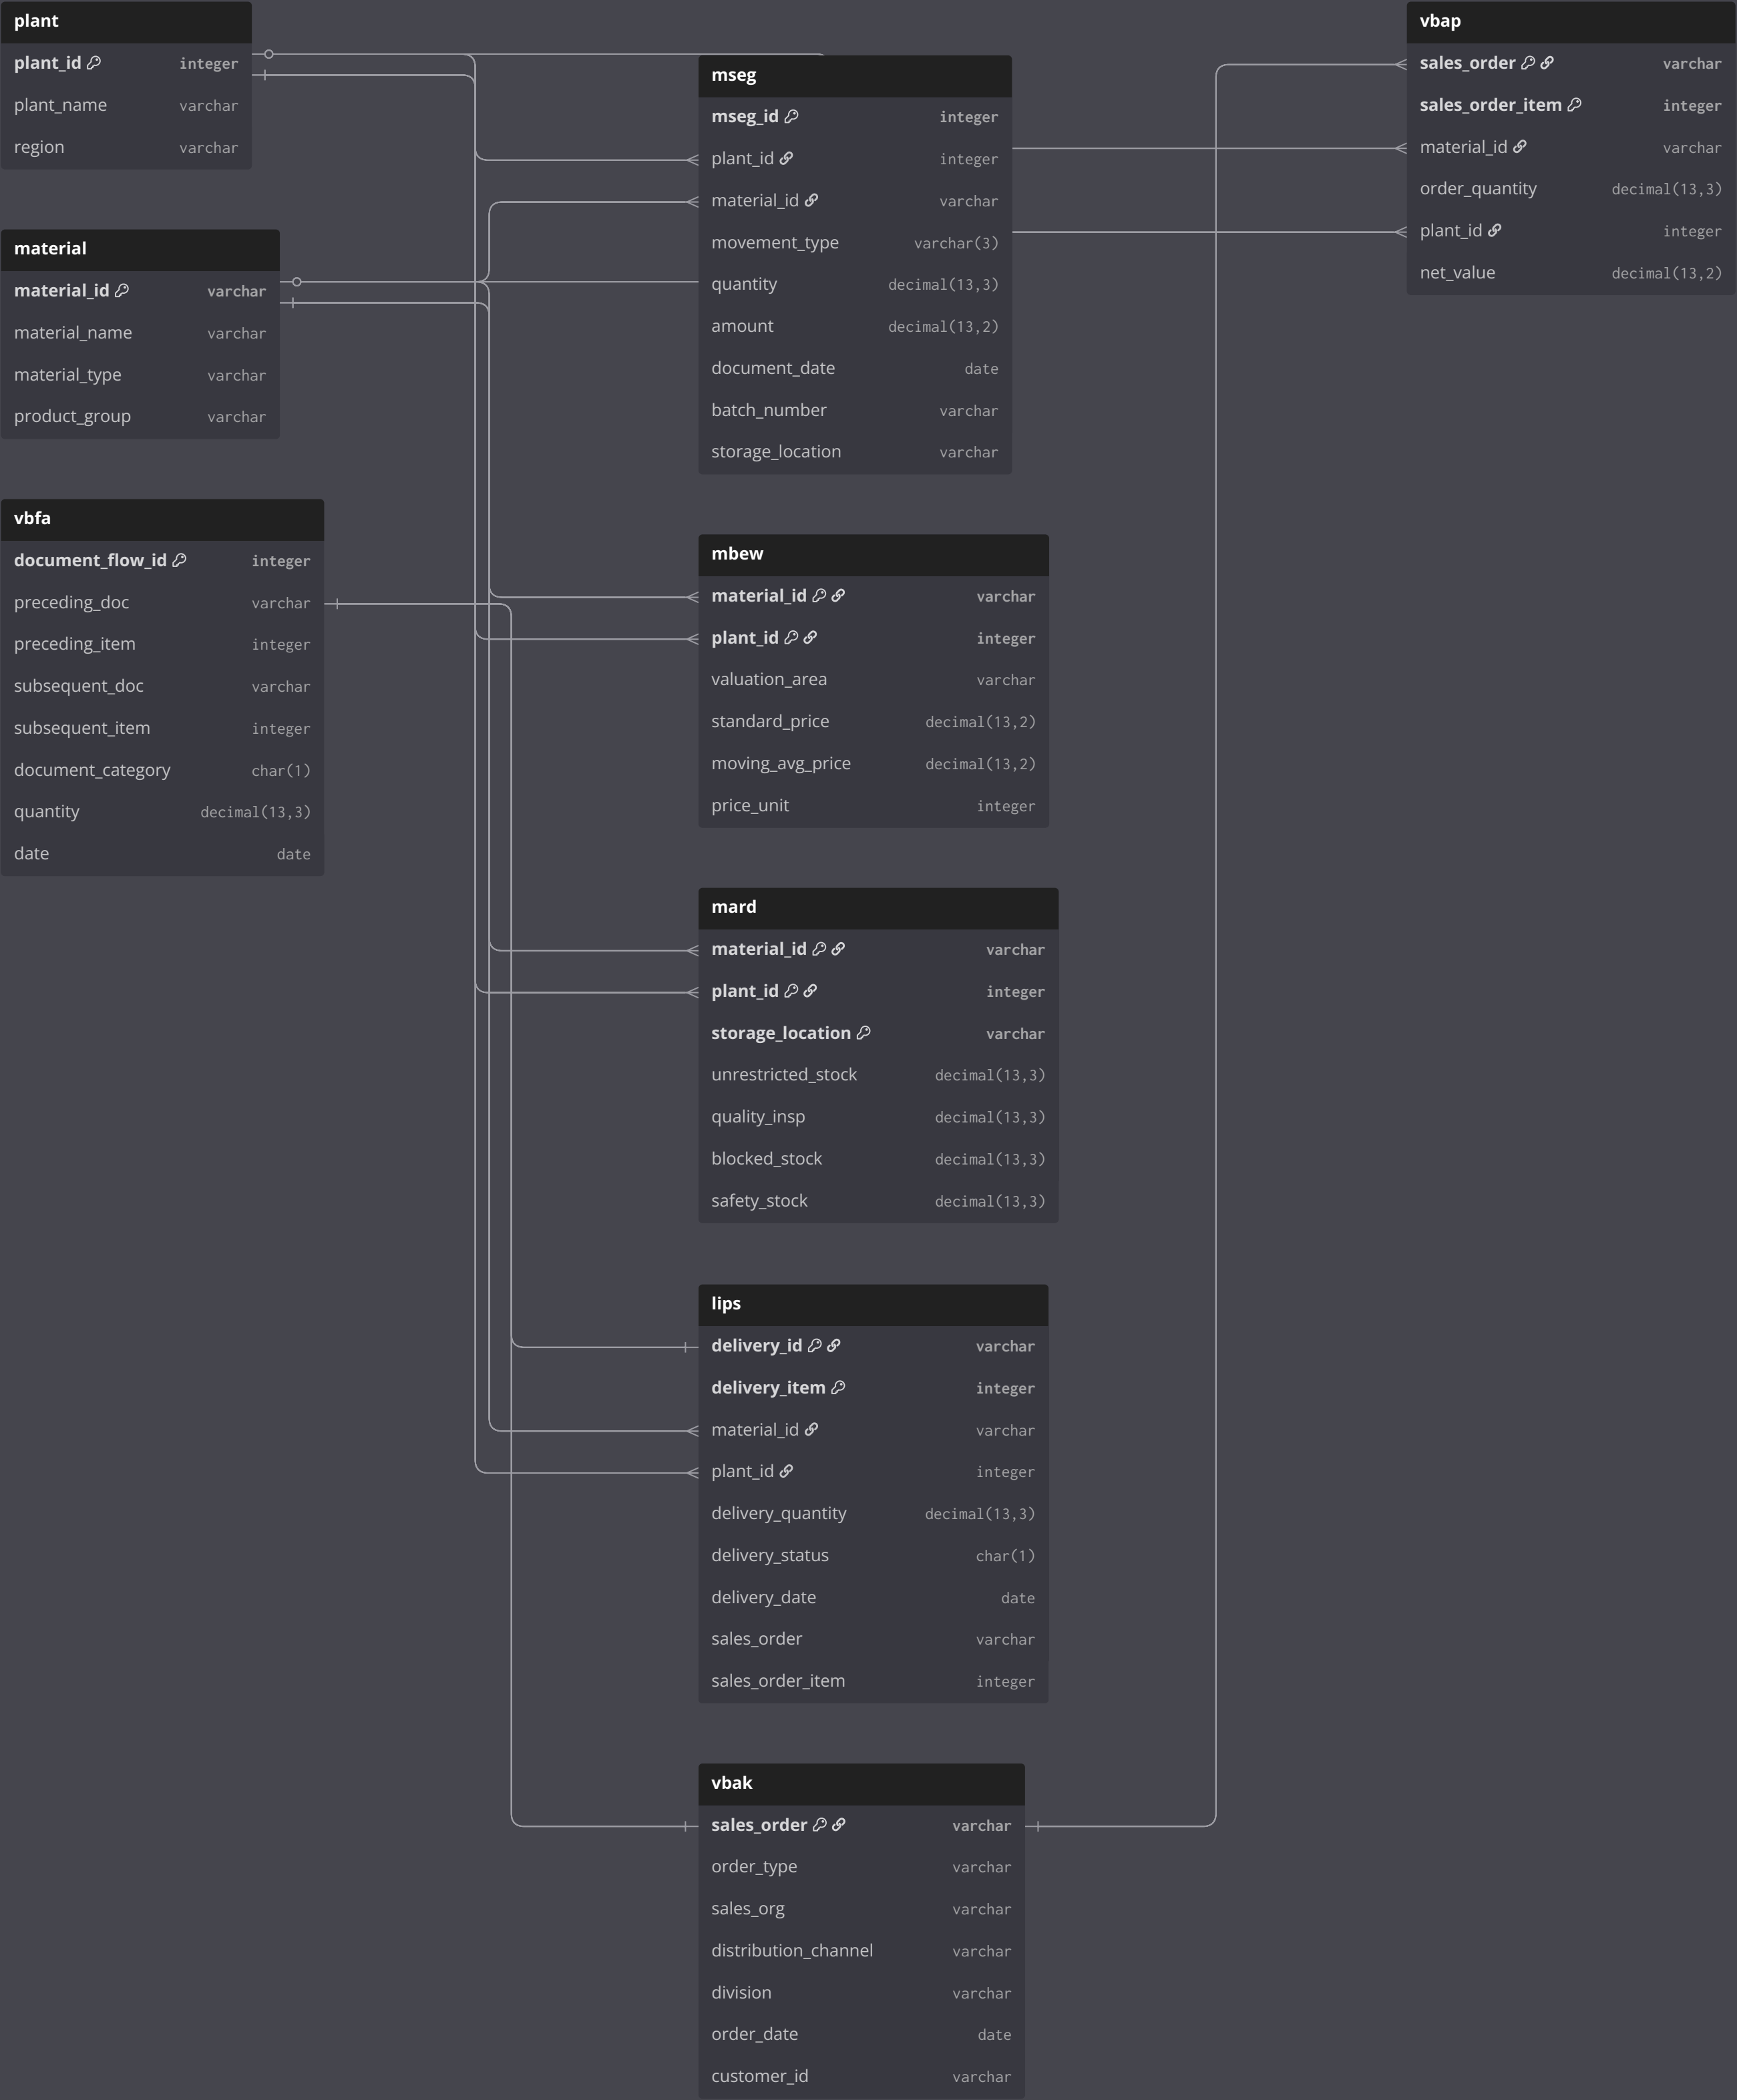 plant
plant_id integer
plant_name varchar
region varchar
material
material_id varchar
material_name varchar
material_type varchar
product_group varchar
vbfa
document_flow_id integer
preceding_doc varchar
preceding_item integer
subsequent_doc varchar
subsequent_item integer
document_category char(1)
quantity decimal(13,3)
date date
mseg
mseg_id integer
plant_id integer
material_id varchar
movement_type varchar(3)
quantity decimal(13,3)
amount decimal(13,2)
document_date date
batch_number varchar
storage_location varchar
mbew
material_id varchar
plant_id integer
valuation_area varchar
standard_price decimal(13,2)
moving_avg_price decimal(13,2)
price_unit integer
mard
material_id varchar
plant_id integer
storage_location varchar
unrestricted_stock decimal(13,3)
quality_insp decimal(13,3)
blocked_stock decimal(13,3)
safety_stock decimal(13,3)
lips
delivery_id varchar
delivery_item integer
material_id varchar
plant_id integer
delivery_quantity decimal(13,3)
delivery_status char(1)
delivery_date date
sales_order varchar
sales_order_item integer
vbak
sales_order varchar
order_type varchar
sales_org varchar
distribution_channel varchar
division varchar
order_date date
customer_id varchar
vbap
sales_order varchar
sales_order_item integer
material_id varchar
order_quantity decimal(13,3)
plant_id integer
net_value decimal(13,2)